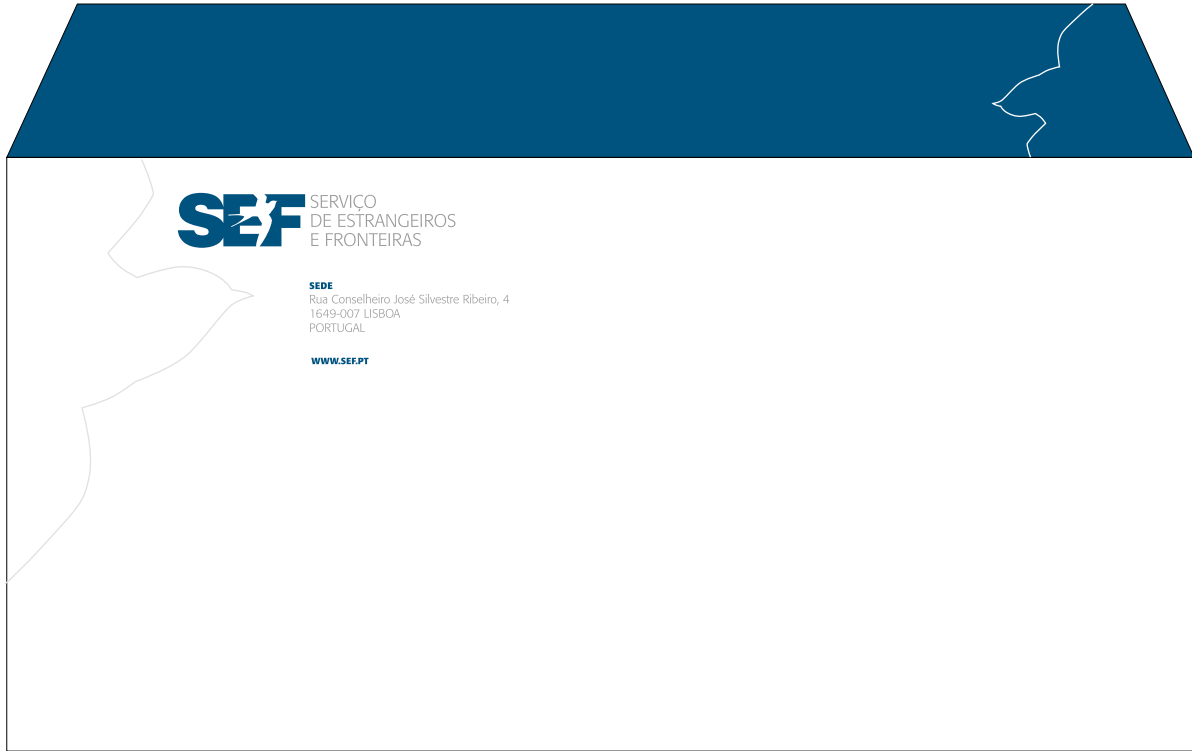 SEF
SERVIÇO
DE ESTRANGEIROS
E FRONTEIRAS
SEDE
Rua Conselheiro José Silvestre Ribeiro, 4
1649-007 LISBOA
PORTUGAL
WWW.SEF.PT